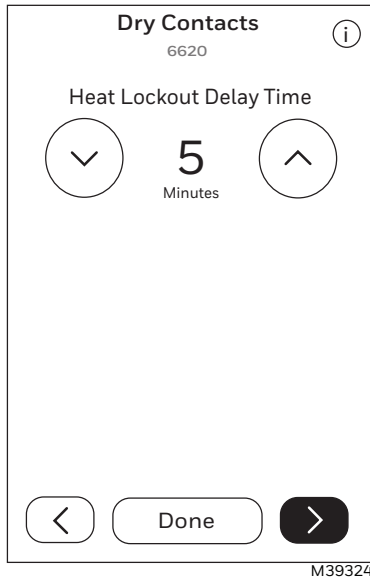 Dry Contacts
6620
Heat Lockout Delay Time
5
Minutes
Done
M39324